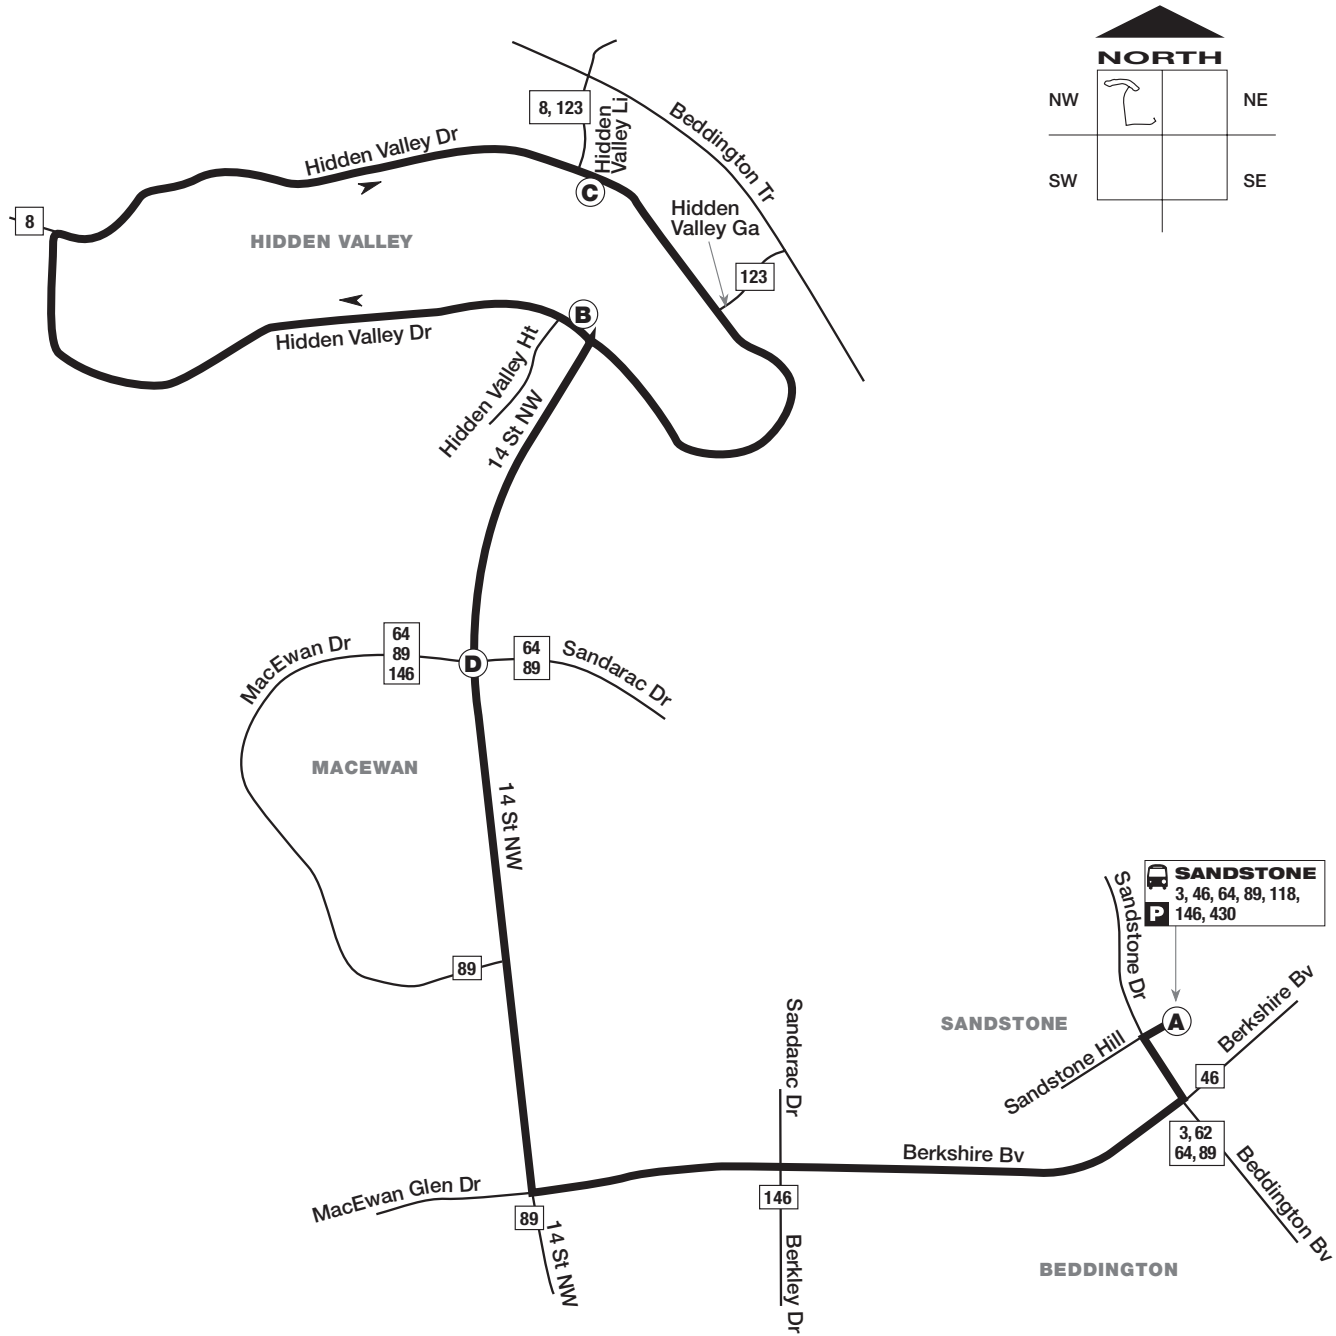 NORTH
NW
NE
SW
SE
8, 123
Hidden
Valley Li
Beddington Tr
Hidden Valley Dr
C
8
HIDDEN VALLEY
Hidden
Valley Ga
123
B
Hidden Valley Dr
Hidden Valley Ht
14 St NW
MacEwan Dr
64
89
146
D
64
89
Sandarac Dr
MACEWAN
14 St NW
89
Sandstone Dr
SANDSTONE
3, 46, 64, 89, 118,
P
146, 430
SANDSTONE
A
Berkshire Bv
Sandstone Hill
46
Sandarac Dr
3, 62
64, 89
Berkshire Bv
Beddington Bv
MacEwan Glen Dr
89
14 St NW
146
Berkley Dr
BEDDINGTON